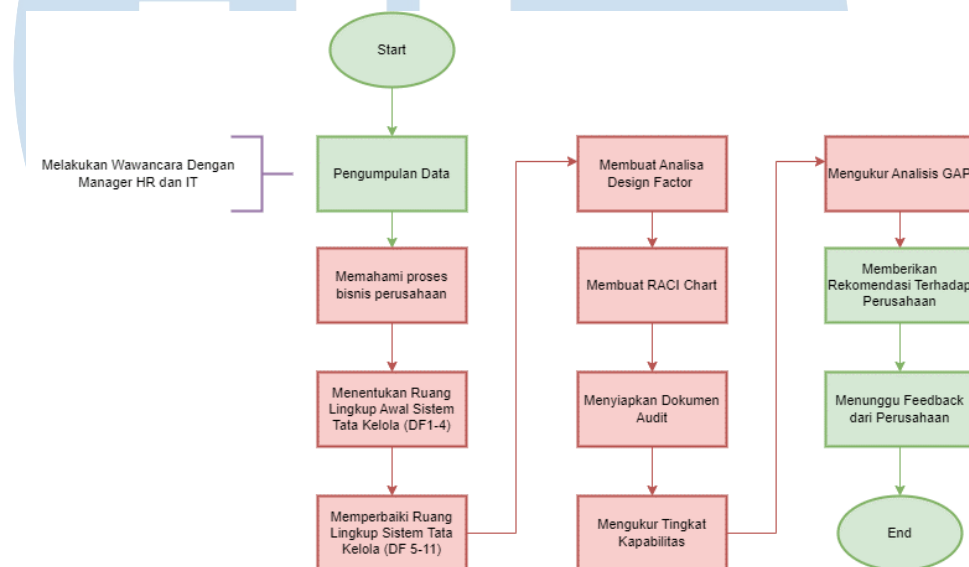 Start
Melakukan Wawancara Dengan
Manager HR dan IT
Pengumpulan Data
Memahami proses
bisnis perusahaan
Menentukan Ruang
Lingkup Awal Sistem
Tata Kelola (DF1-4)
Memperbaiki Ruang
Lingkup Sistem Tata
Kelola (DF 5-11)
Membuat Analisa
Design Factor
Membuat RACI Chart
Menyiapkan Dokumen
Audit
Mengukur Tingkat
Kapabilitas
Mengukur Analisis GAP
Memberikan
Rekomendasi Terhadap
Perusahaan
Menunggu Feedback
dari Perusahaan
End